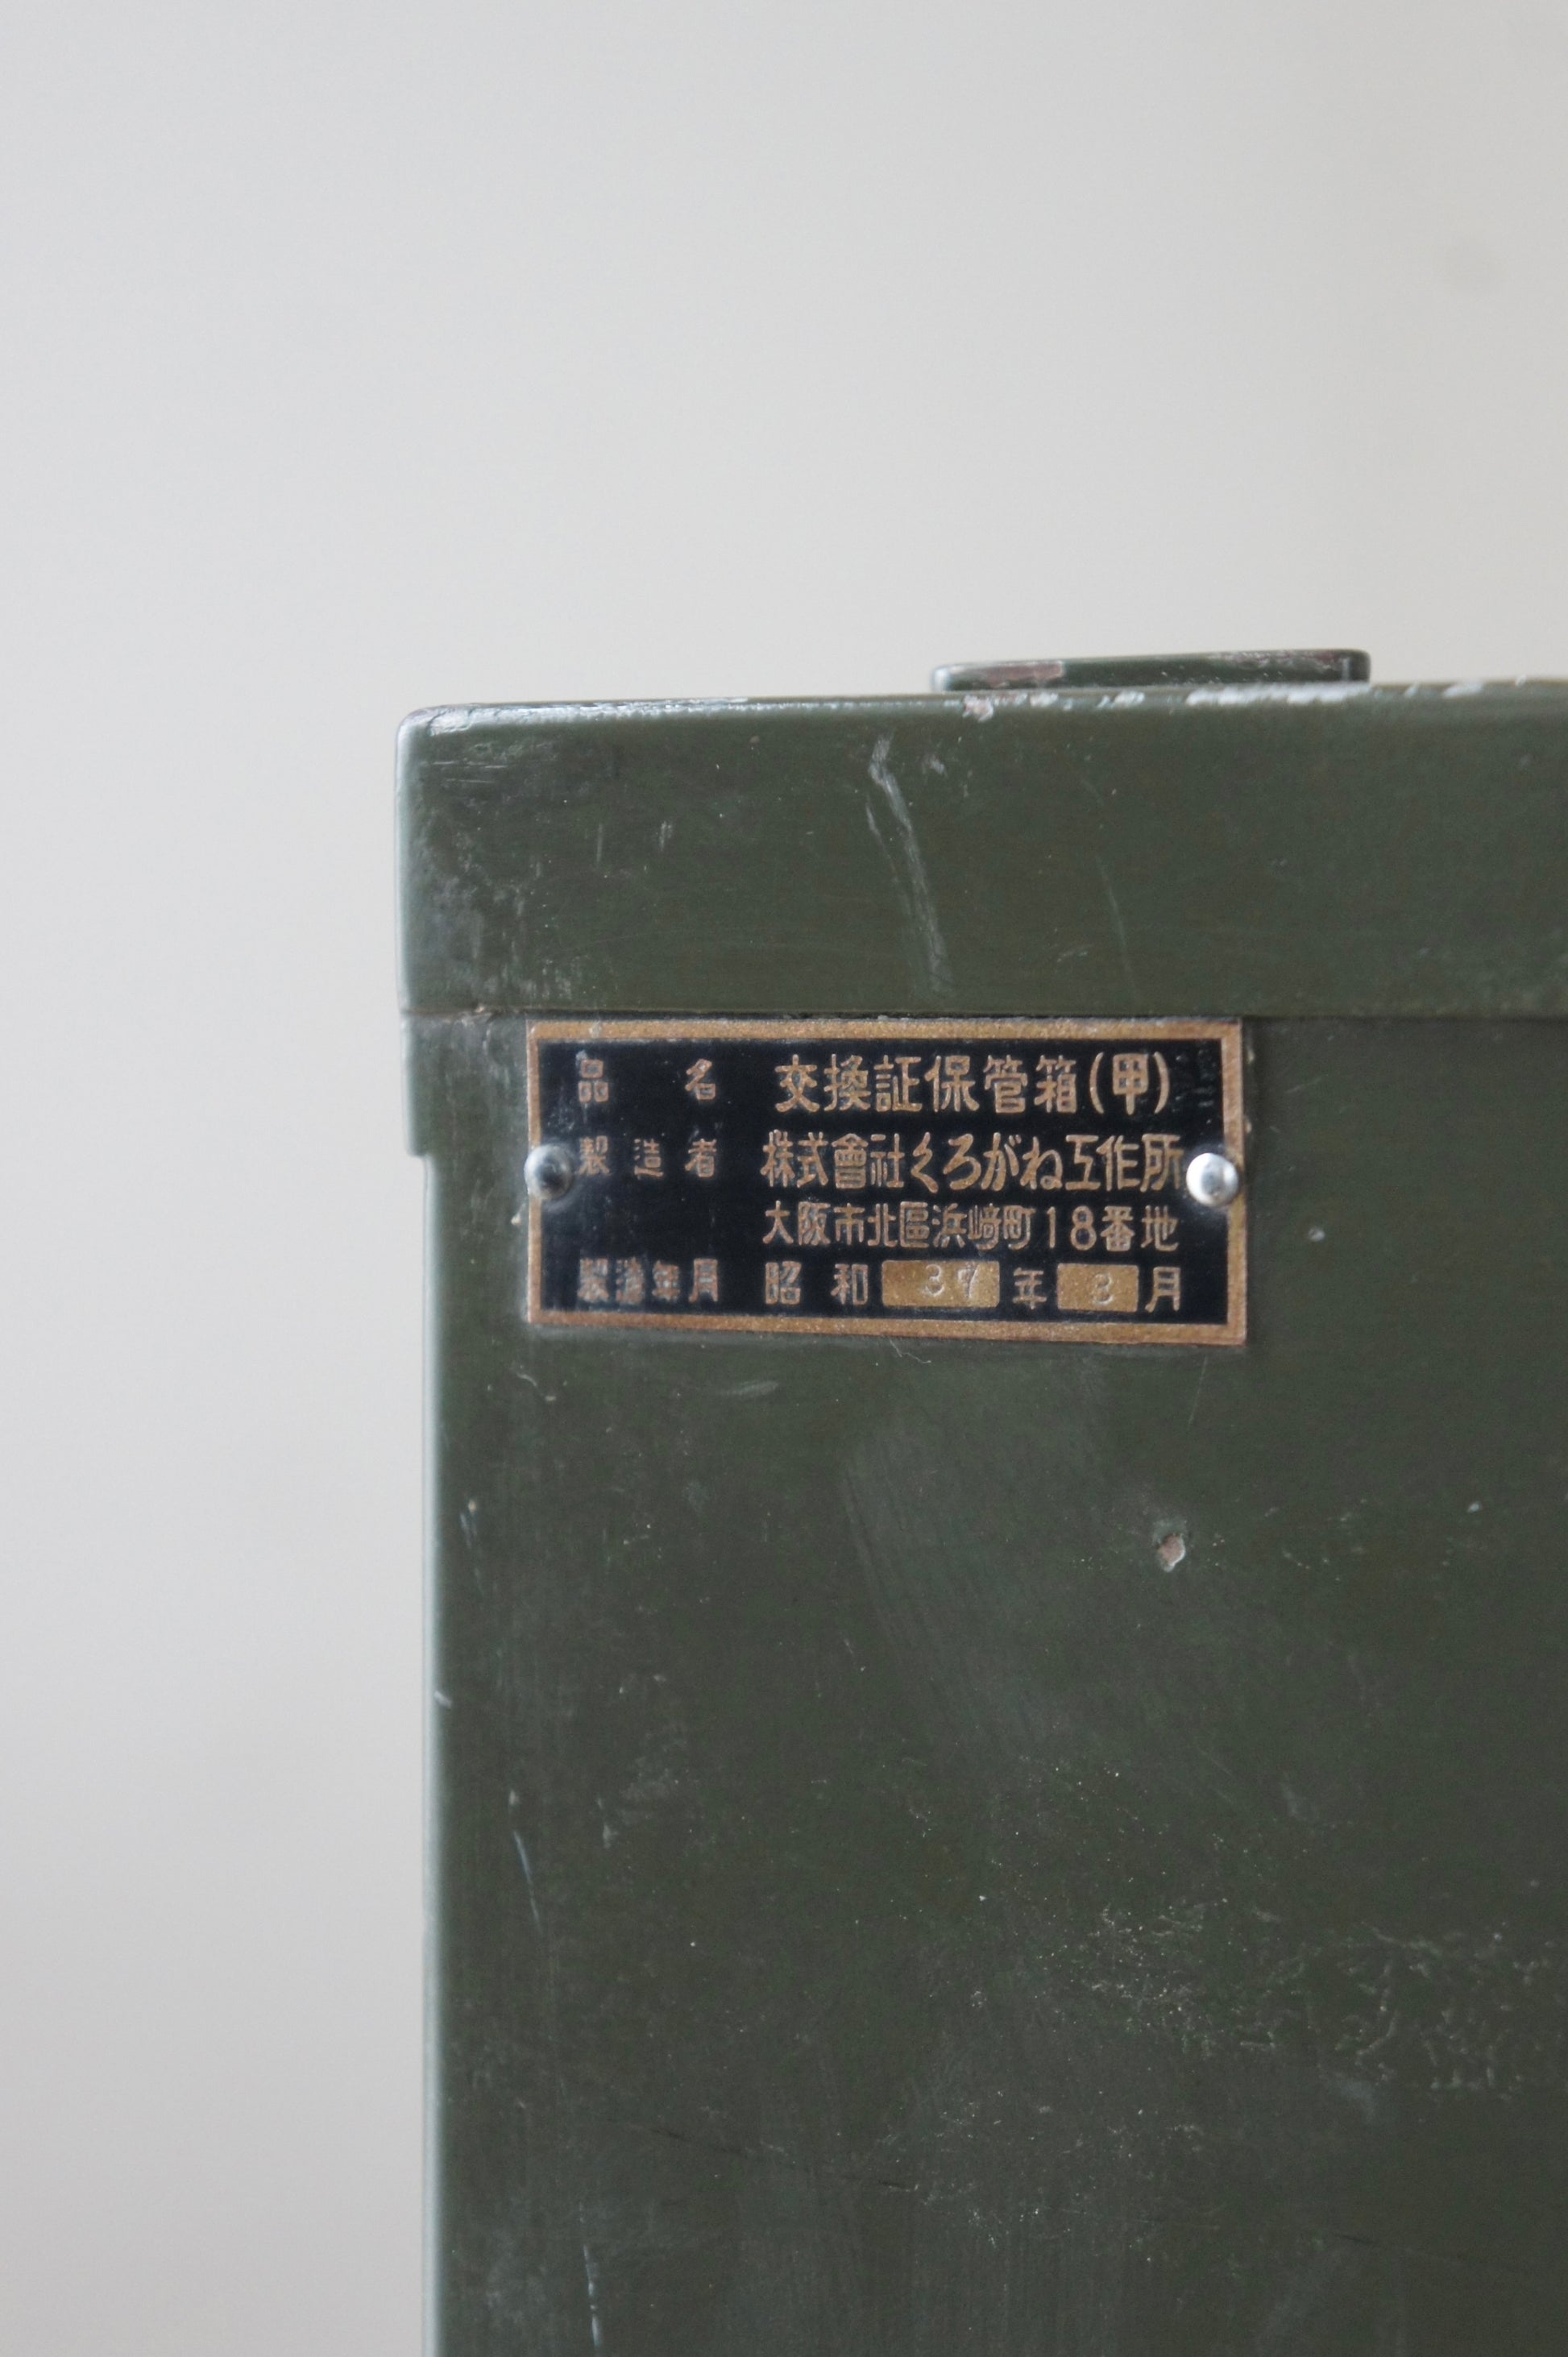 品名 交換証保管箱(甲)
製造者 株式會社くろがね工作所
大阪市北區浜崎町18番地
製造年月 昭和37年3月